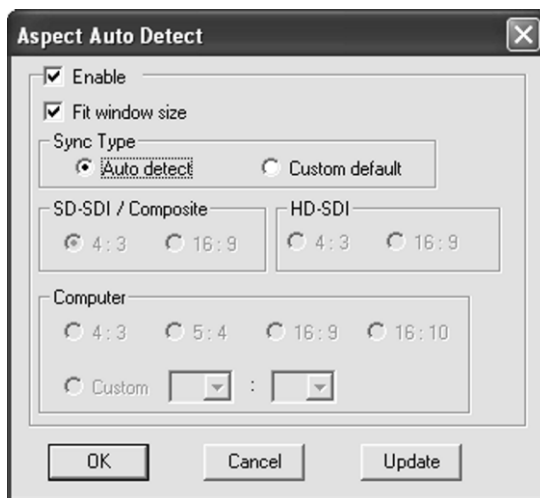 Aspect Auto Detect
Enable
Fit window size
Sync Type
Auto detect Custom default
SD-SDI / Composite HD-SDI
4 : 3 16 : 9 4 : 3 16 : 9
Computer
4 : 3 5 : 4 16 : 9 16 : 10
Custom :
OK Cancel Update